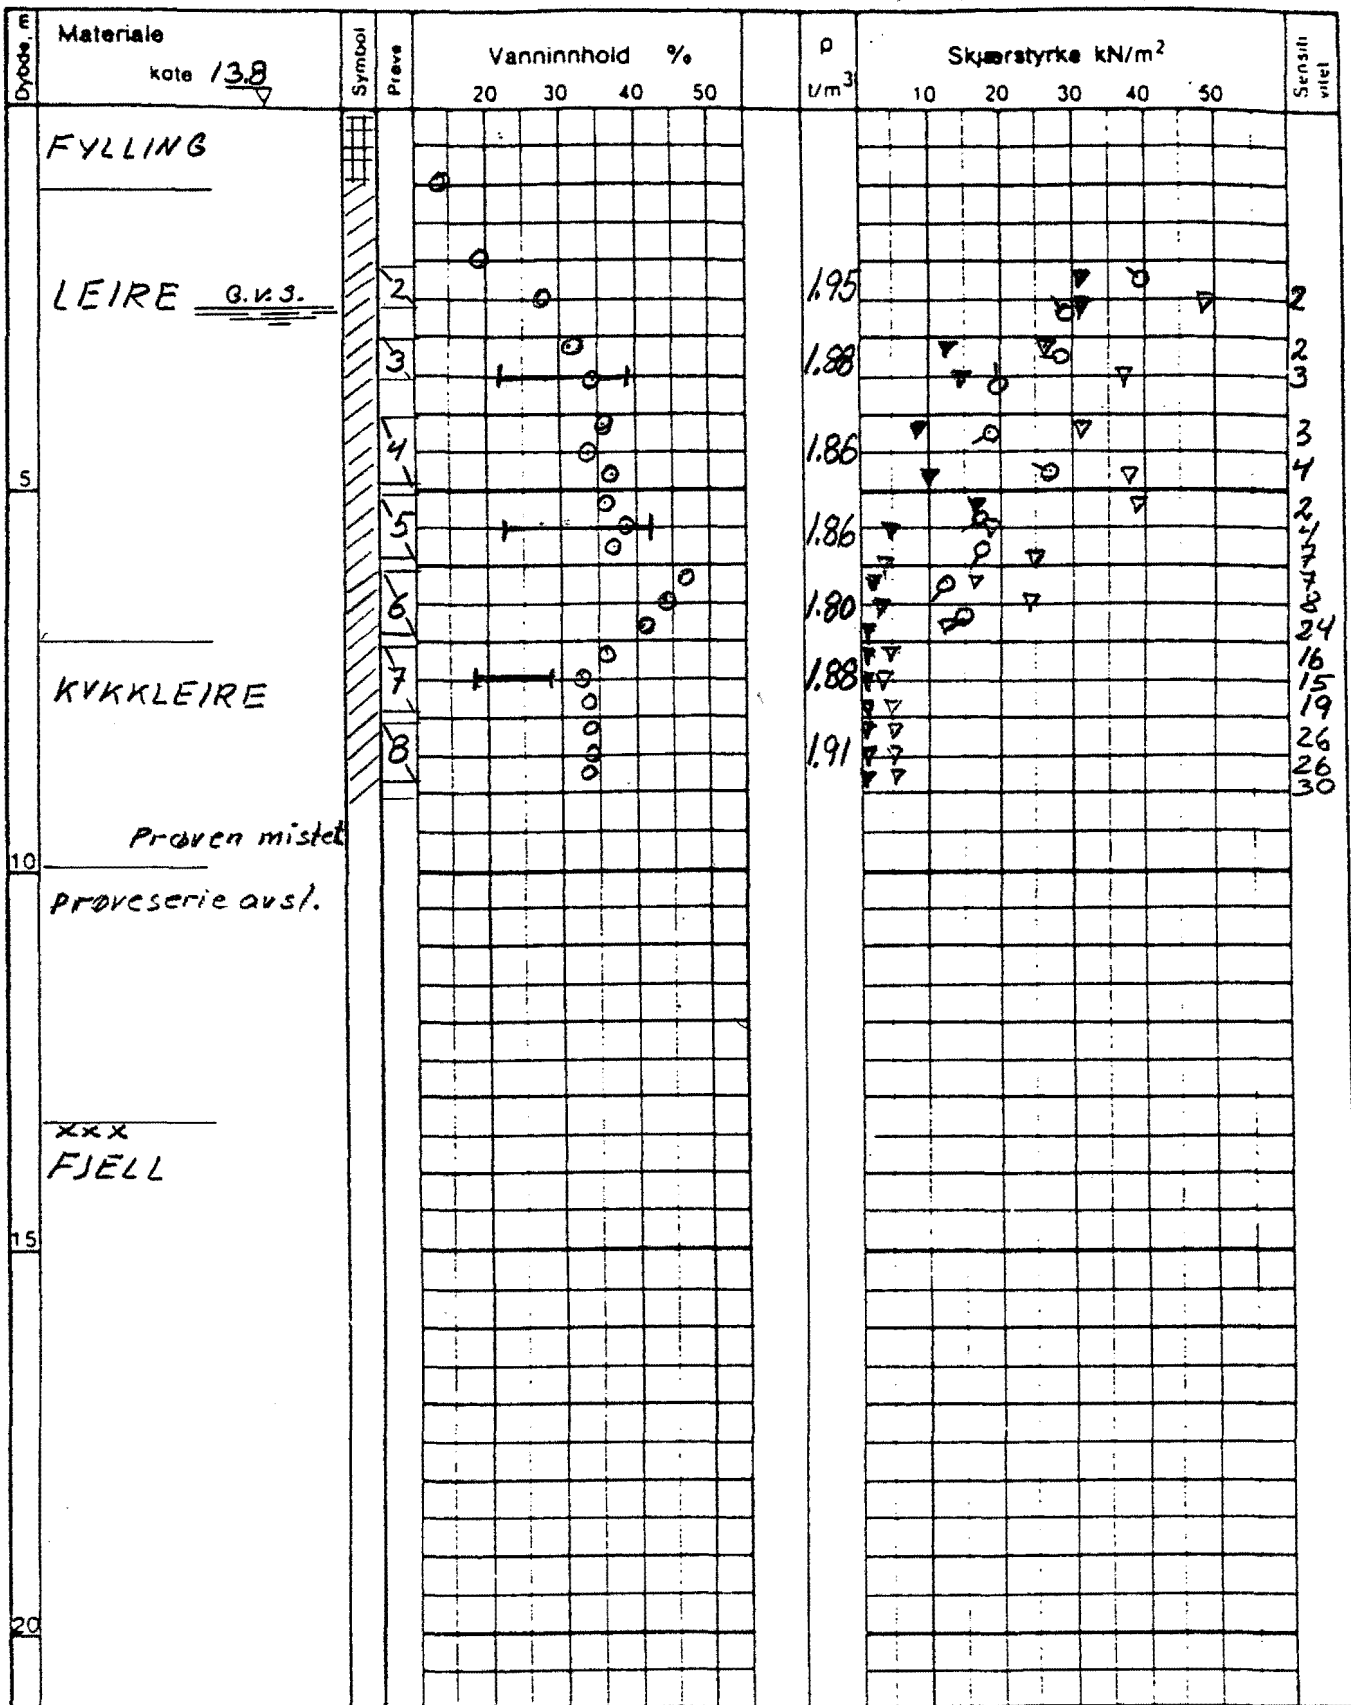 Dybde, m
Materiale
kote 13.8
Symbol
Prøve
Vanninnhold %
20 30 40 50
ρ
t/m³
Skjærstyrke kN/m²
10 20 30 40 50
Sensiti
vitet
FYLLING
LEIRE G.V.S.
2
1.95
2
3
1.88
2
3
4
1.86
3
4
5
5
1.86
2
4
7
7
6
1.80
8
24
16
KVKKLEIRE
7
1.88
15
19
8
1.91
26
26
30
Prøven mistet
10
prøveserie avsl.
xxx
FJELL
15
20